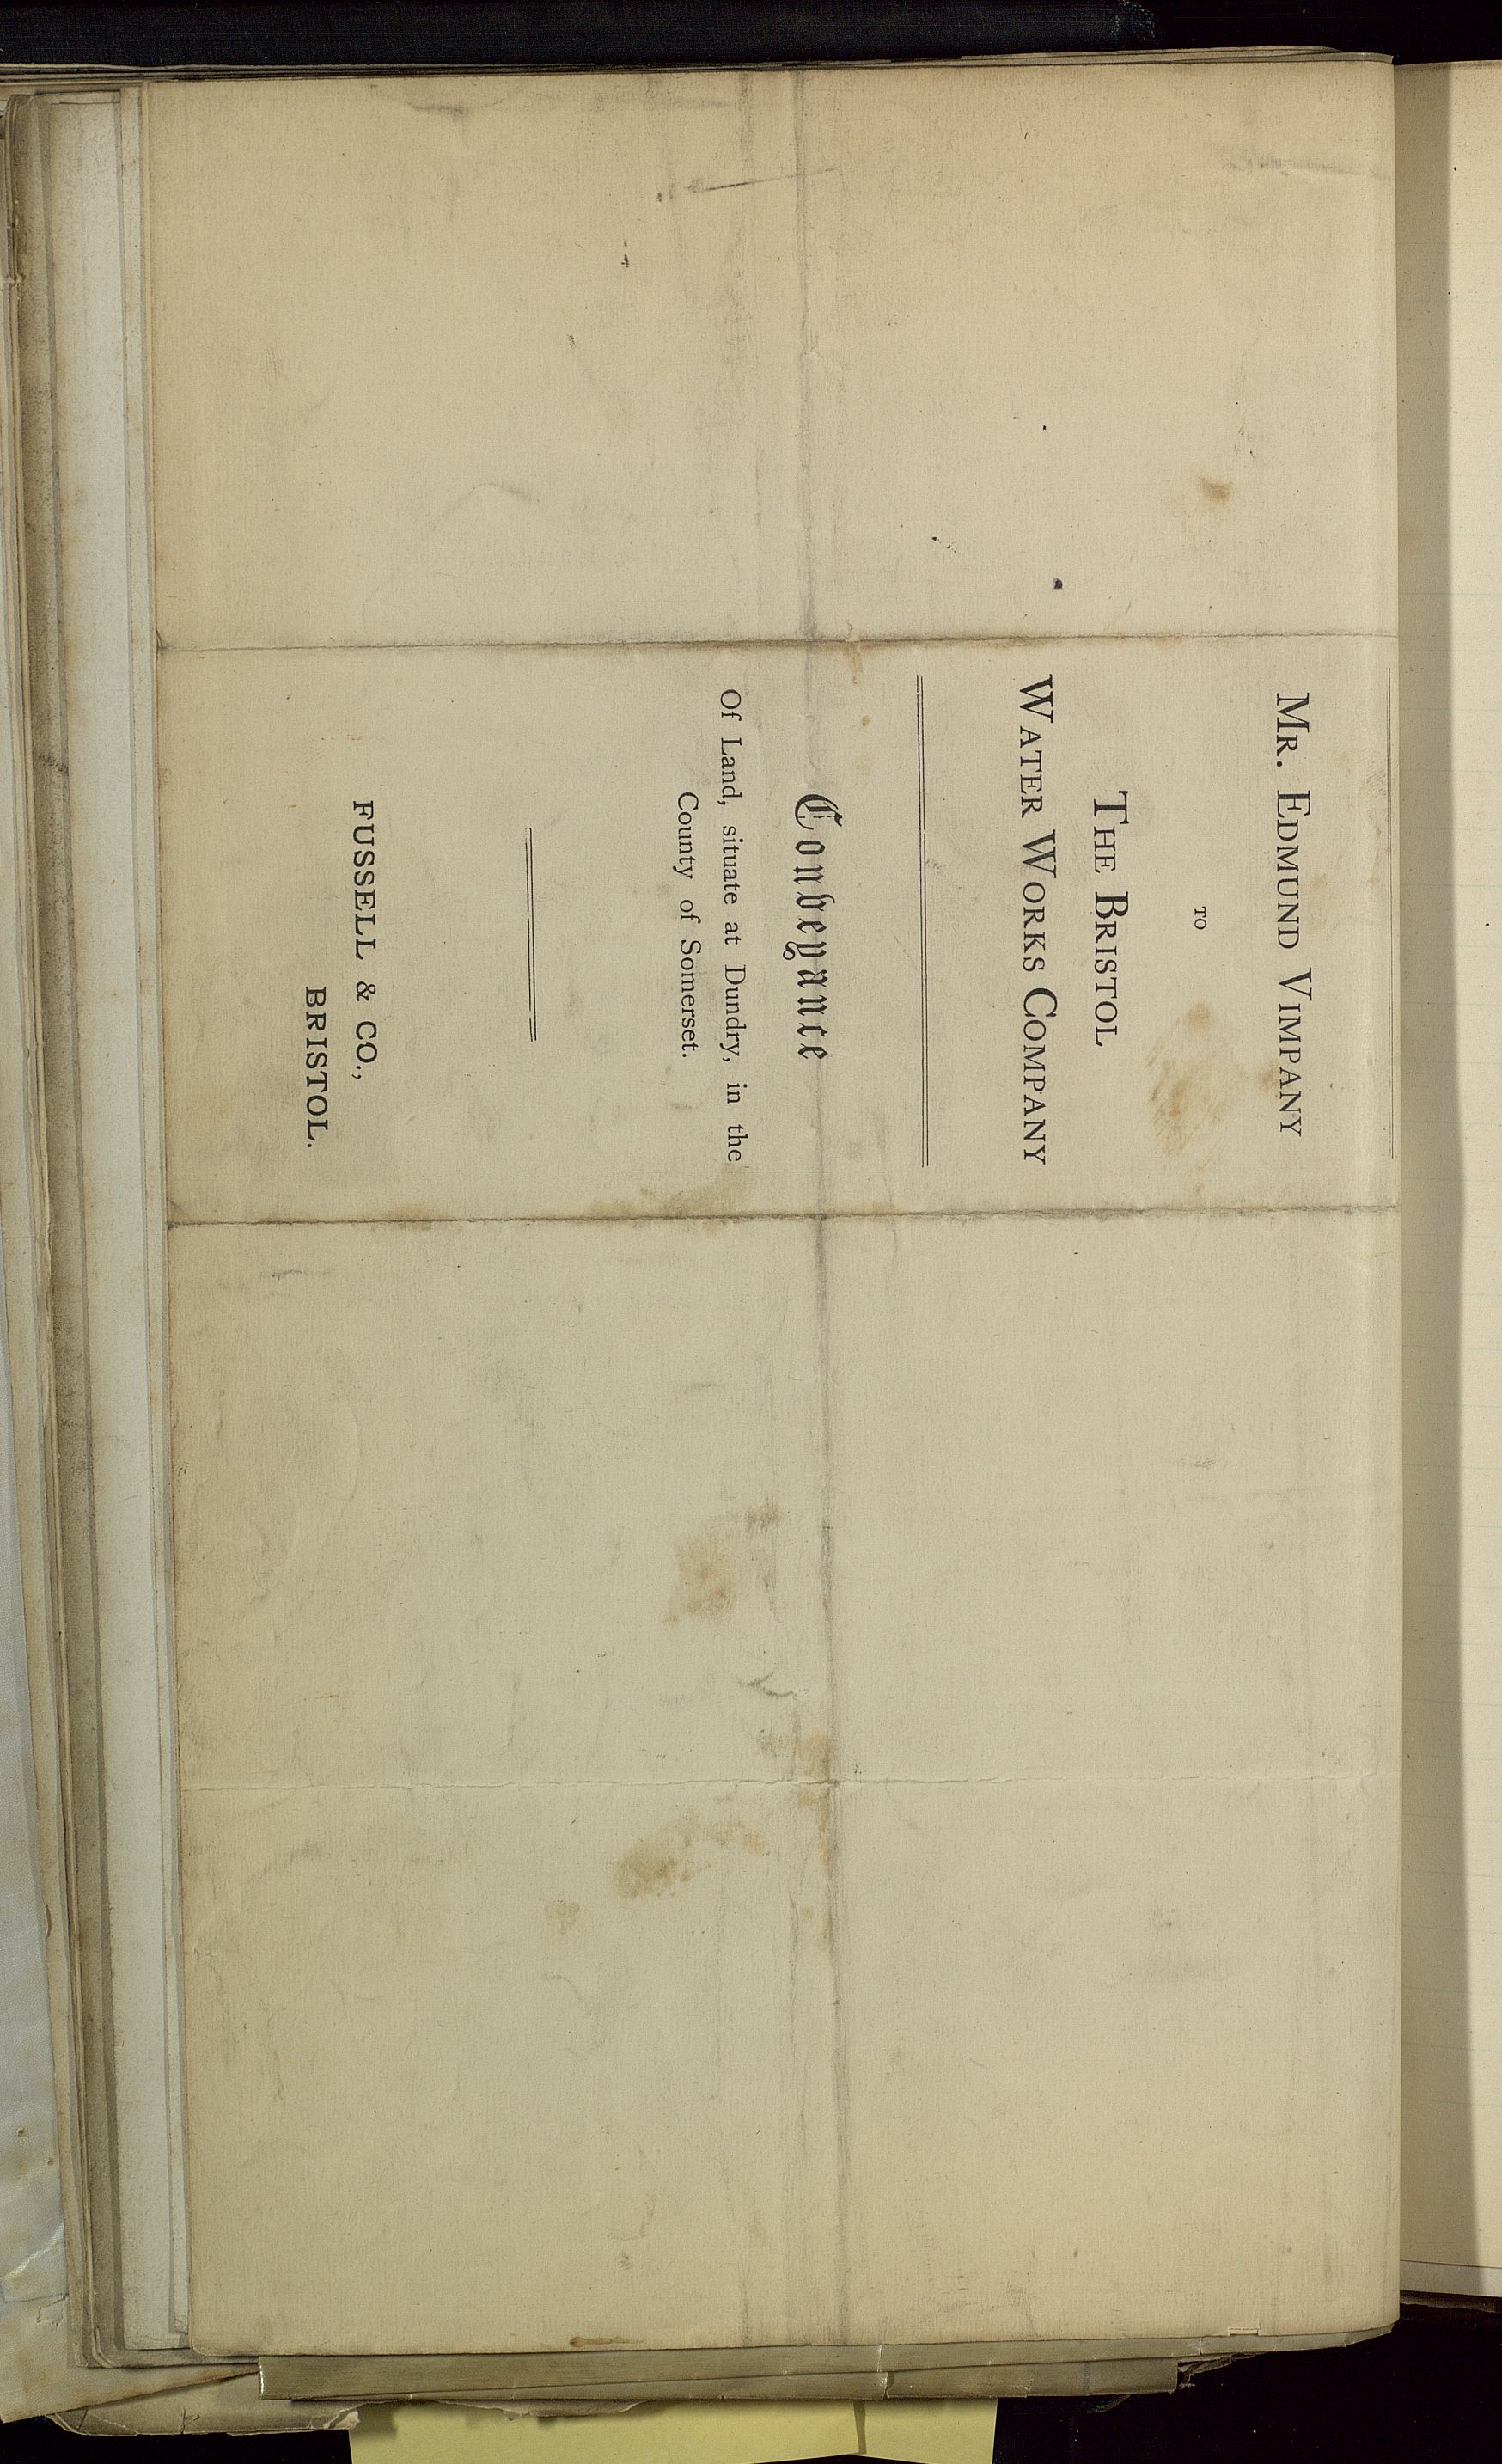 MR. EDMUND VIMPANY
TO
THE BRISTOL
WATER WORKS COMPANY
Conveyance
Of Land, situate at Dundry, in the
County of Somerset.
FUSSELL & CO.,
BRISTOL.